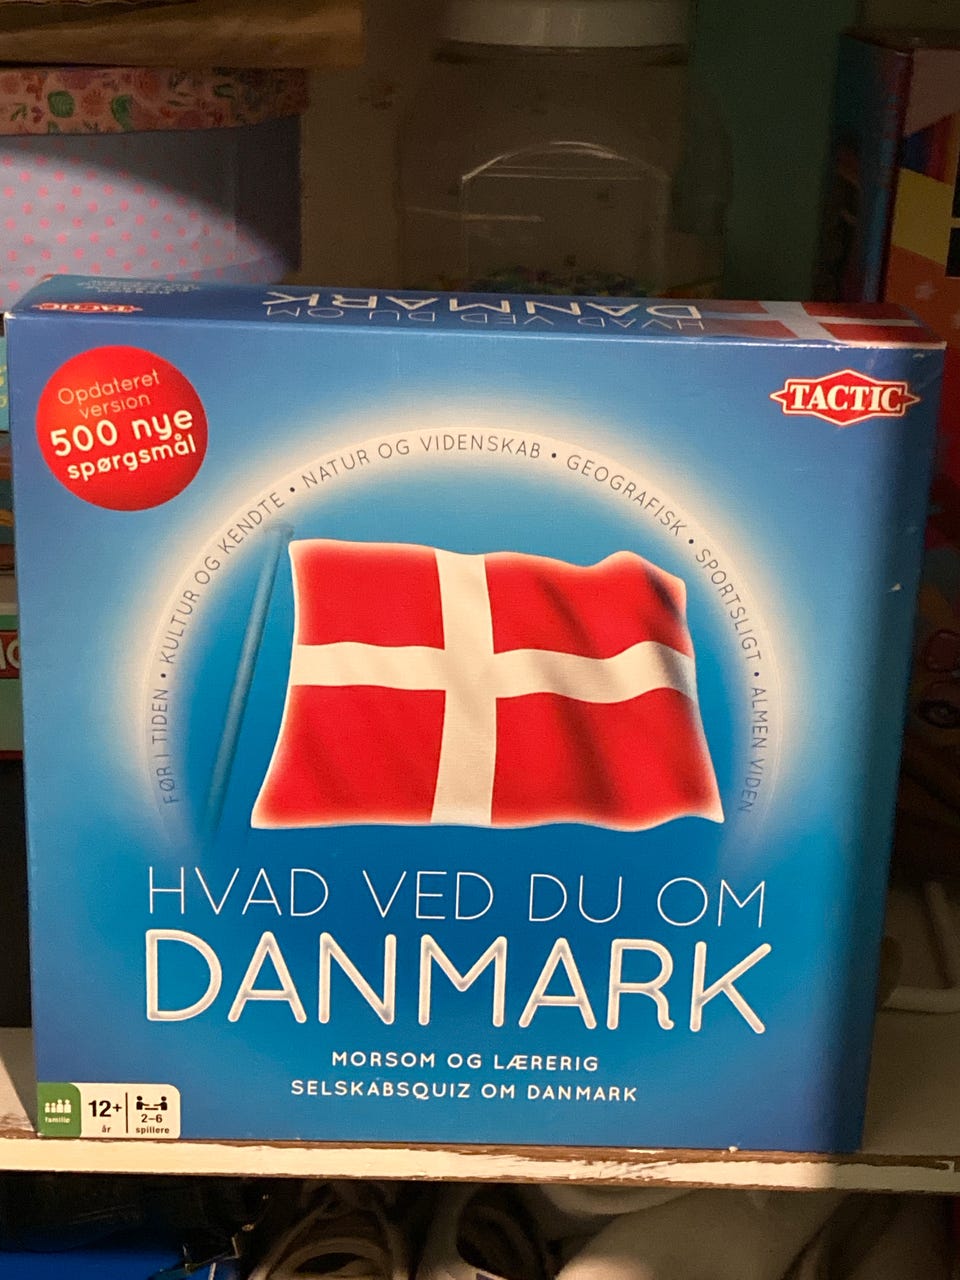 TACTIC
HVAD VED DU OM
DANMARK
Opdateret
version
500 nye
spørgsmål
TACTIC
FØR I TIDEN • KULTUR OG KENDTE • NATUR OG VIDENSKAB • GEOGRAFISK • SPORTSLIGT • ALMEN VIDEN
HVAD VED DU OM
DANMARK
MORSOM OG LÆRERIG
SELSKABSQUIZ OM DANMARK
familie
12+
år
2–6
spillere